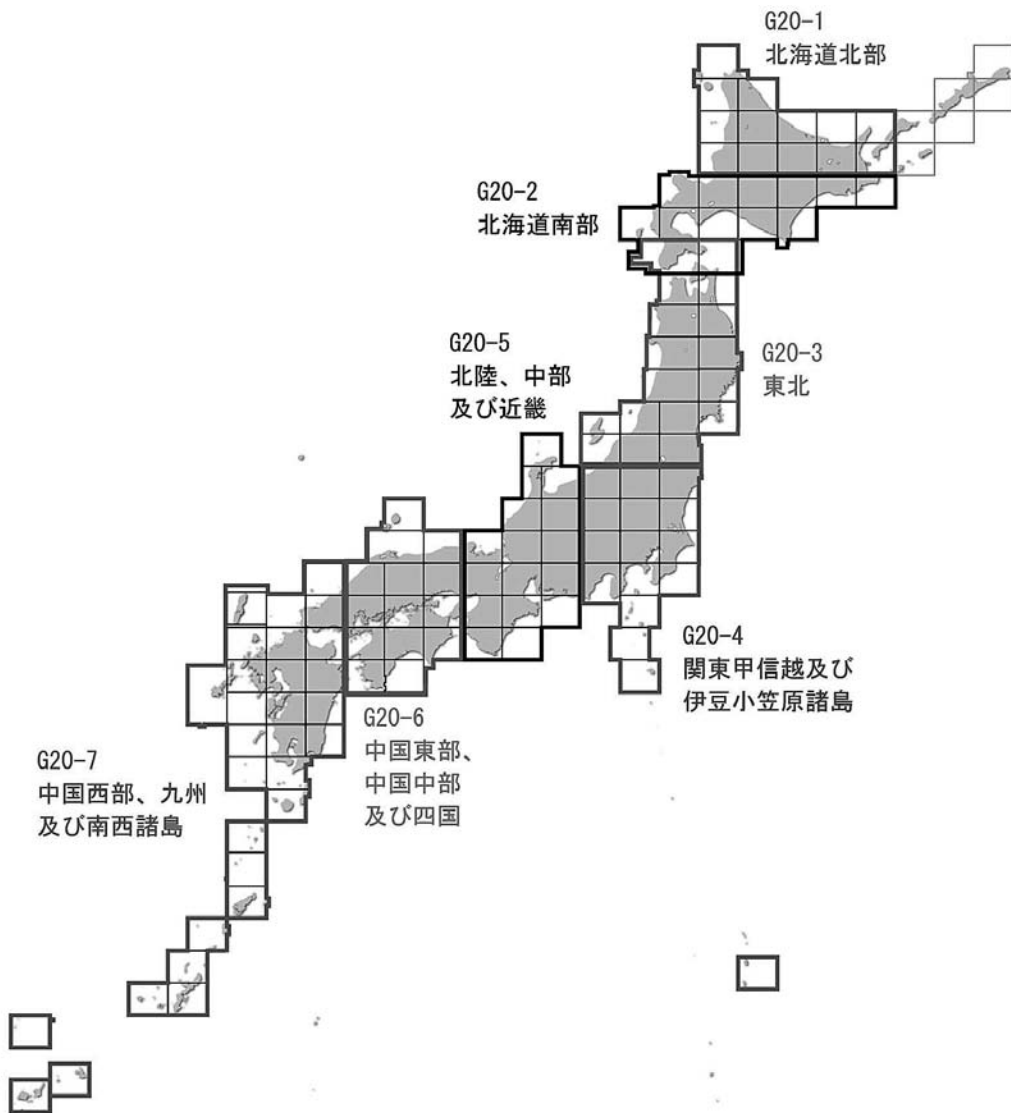 G20-1
北海道北部
G20-2
北海道南部
G20-5
北陸、中部
及び近畿
G20-3
東北
G20-4
関東甲信越及び
伊豆小笠原諸島
G20-6
中国東部、
中国中部
及び四国
G20-7
中国西部、九州
及び南西諸島